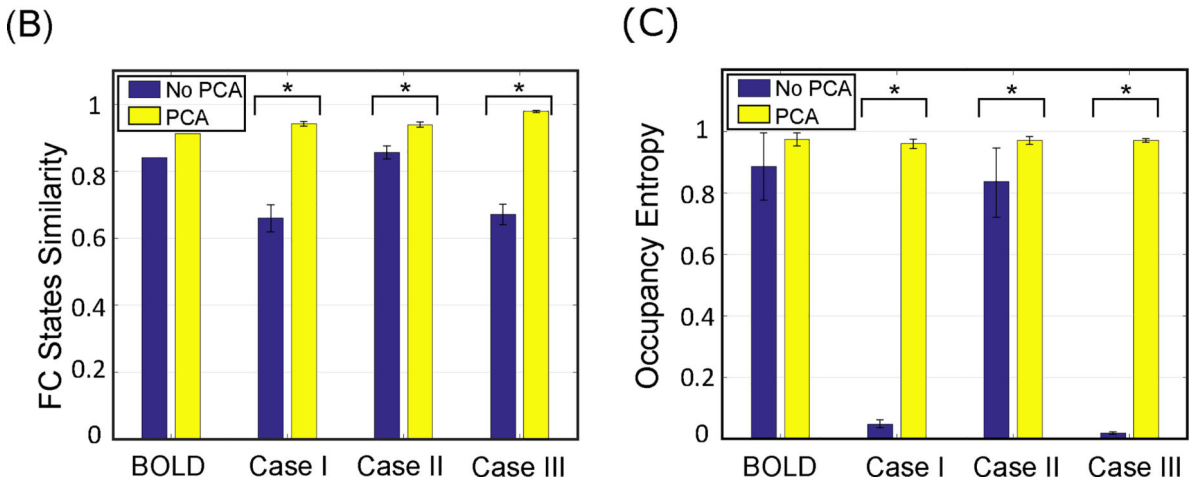 (B)
No PCA
PCA
* * *
FC States Similarity
1
0.8
0.6
0.4
0.2
0
BOLD Case I Case II Case III
(C)
No PCA
PCA
* * *
Occupancy Entropy
1
0.8
0.6
0.4
0.2
0
BOLD Case I Case II Case III